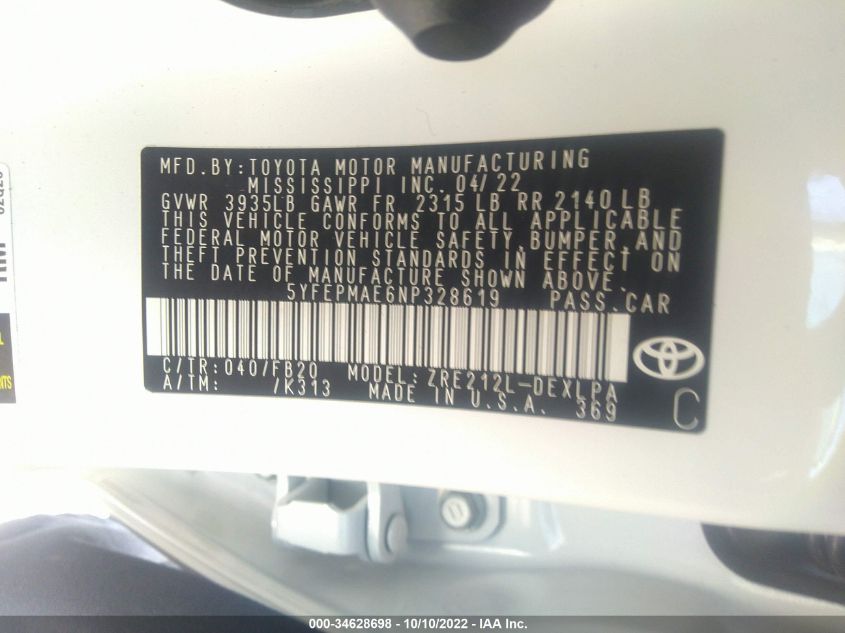 MFD.BY:TOYOTA MOTOR MANUFACTURING
MISSISSIPPI INC. 04/22
GVWR 3935LB GAWR FR 2315 LB RR 2140 LB
THIS VEHICLE CONFORMS TO ALL APPLICABLE
FEDERAL MOTOR VEHICLE SAFETY,BUMPER,AND
THEFT PREVENTION STANDARDS IN EFFECT ON
THE DATE OF MANUFACTURE SHOWN ABOVE.
5YFEPMAE6NP328619 PASS.CAR
C/TR:040/FB20 MODEL:ZRE212L-DEXLPA
A/TM: /K313 MADE IN U.S.A. 369
C
000-34628698 - 10/10/2022 - IAA Inc.